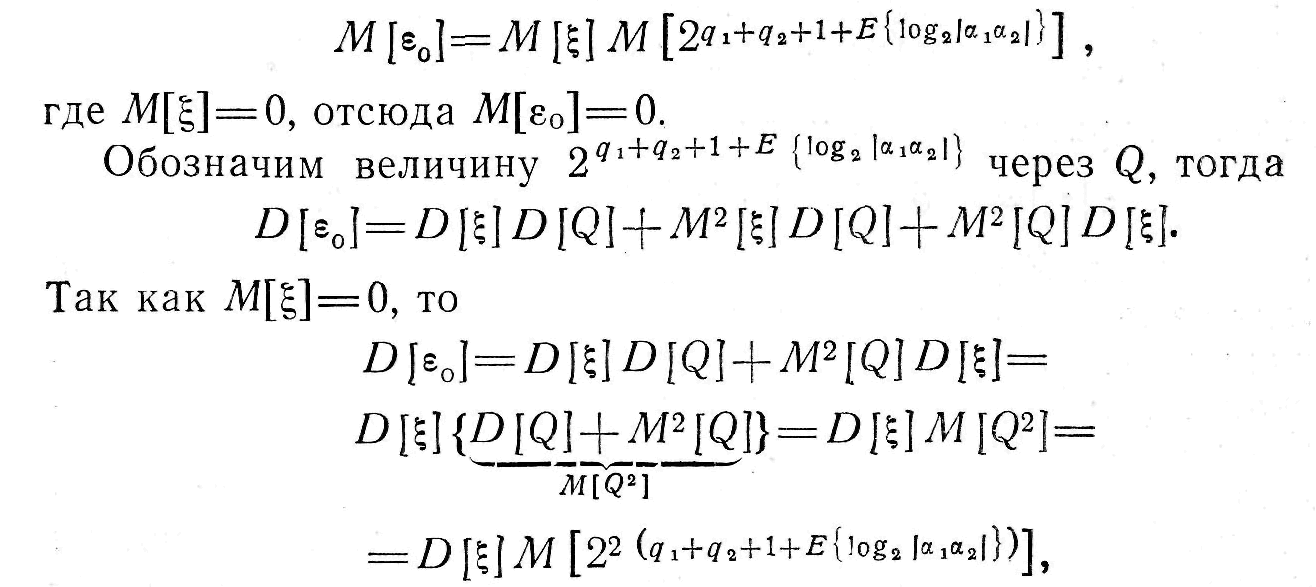 M[ε₀]=M[ξ] M [2^{q₁+q₂+1+E{log₂|α₁α₂|}}] ,
где M[ξ]=0, отсюда M[ε₀]=0.
Обозначим величину 2^{q₁+q₂+1+E {log₂ |α₁α₂|}} через Q, тогда
D[ε₀]=D[ξ] D[Q]+M²[ξ] D[Q]+M²[Q] D[ξ].
Так как M[ξ]=0, то
D[ε₀]=D[ξ] D[Q]+M²[Q] D[ξ]=
D[ξ]{D[Q]+M²[Q]}=D[ξ] M[Q²]=
M[Q²]
=D[ξ] M [2^{2 (q₁+q₂+1+E{log₂ |α₁α₂|})}],